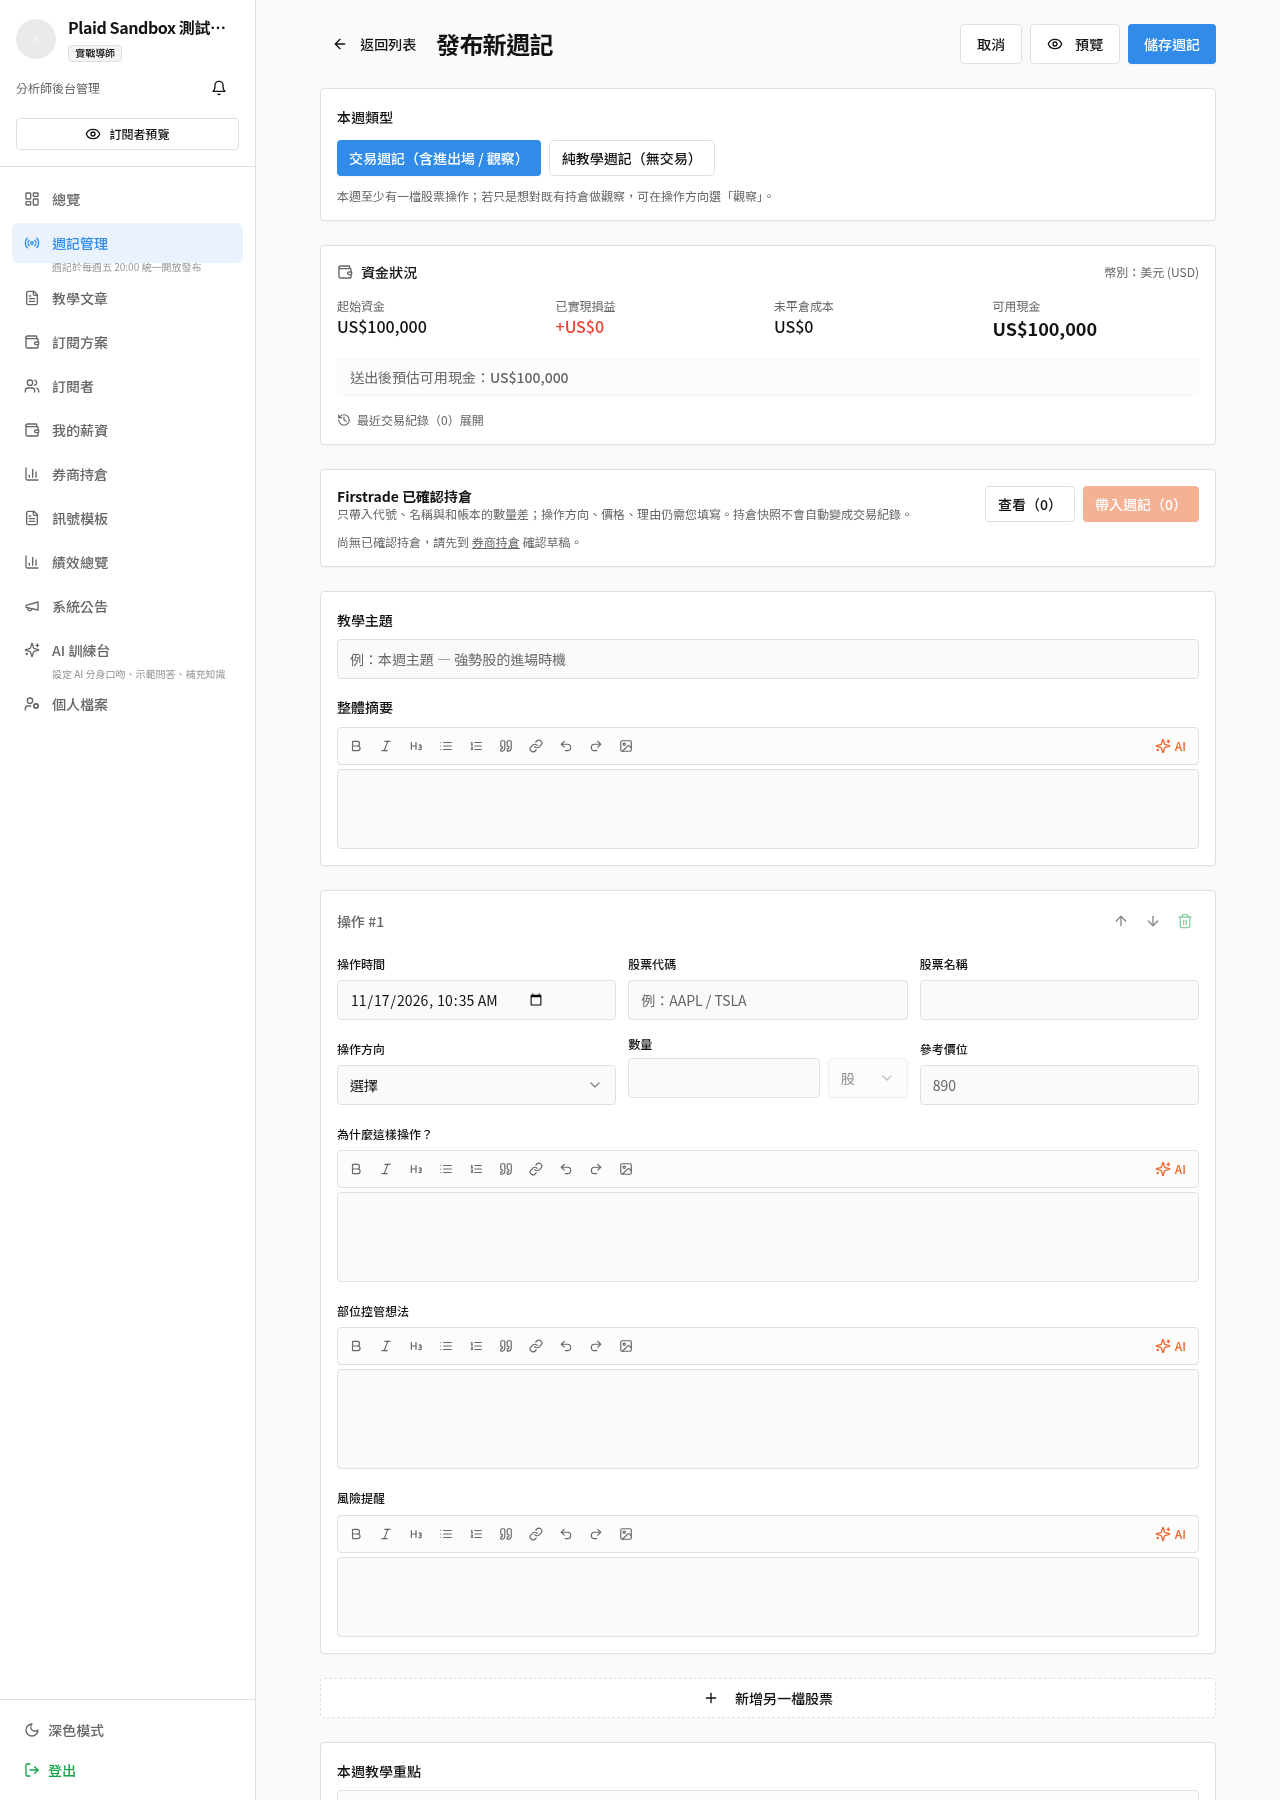 Plaid Sandbox 測試…
實戰導師
分析師後台管理
訂閱者預覽
總覽
週記管理
週記於每週五 20:00 統一開放發布
教學文章
訂閱方案
訂閱者
我的薪資
券商持倉
訊號模板
績效總覽
系統公告
AI 訓練台
設定 AI 分身口吻、示範問答、補充知識
個人檔案
深色模式
登出
返回列表
發布新週記
取消
預覽
儲存週記
本週類型
交易週記（含進出場 / 觀察）
純教學週記（無交易）
本週至少有一檔股票操作；若只是想對既有持倉做觀察，可在操作方向選「觀察」。
資金狀況
幣別：美元 (USD)
起始資金
US$100,000
已實現損益
+US$0
未平倉成本
US$0
可用現金
US$100,000
送出後預估可用現金：US$100,000
最近交易紀錄（0）展開
Firstrade 已確認持倉
只帶入代號、名稱與和帳本的數量差；操作方向、價格、理由仍需您填寫。持倉快照不會自動變成交易紀錄。
查看（0）
帶入週記（0）
尚無已確認持倉，請先到 券商持倉 確認草稿。
教學主題
例：本週主題 — 強勢股的進場時機
整體摘要
H3
AI
操作 #1
操作時間
11/17/2026, 10:35 AM
股票代碼
例：AAPL / TSLA
股票名稱
操作方向
選擇
數量
股
參考價位
890
為什麼這樣操作？
H3
AI
部位控管想法
H3
AI
風險提醒
H3
AI
新增另一檔股票
本週教學重點